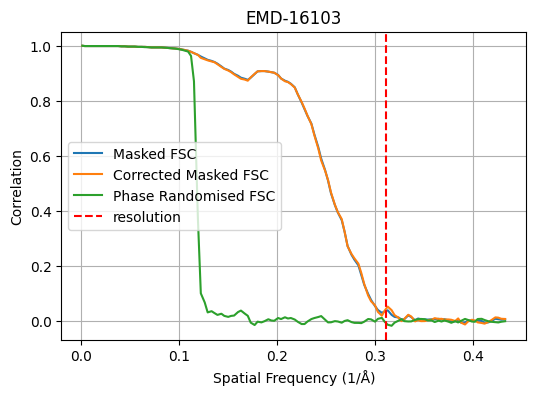 EMD-16103
1.0
0.8
0.6
0.4
0.2
0.0
Correlation
Masked FSC
Corrected Masked FSC
Phase Randomised FSC
resolution
0.0 0.1 0.2 0.3 0.4
Spatial Frequency (1/Å)